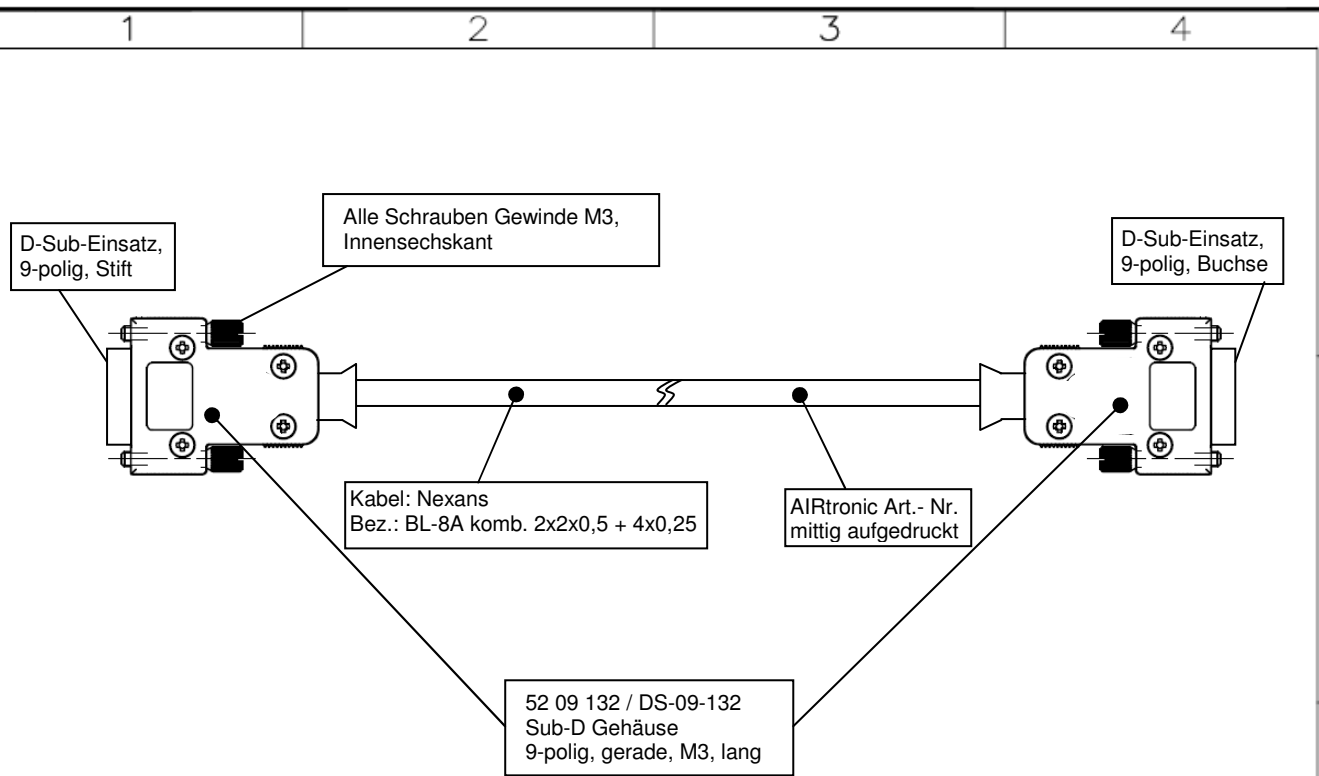 1 2 3 4
Alle Schrauben Gewinde M3,
Innensechskant
D-Sub-Einsatz,
9-polig, Stift
D-Sub-Einsatz,
9-polig, Buchse
Kabel: Nexans
Bez.: BL-8A komb. 2x2x0,5 + 4x0,25
AIRtronic Art.- Nr.
mittig aufgedruckt
52 09 132 / DS-09-132
Sub-D Gehäuse
9-polig, gerade, M3, lang